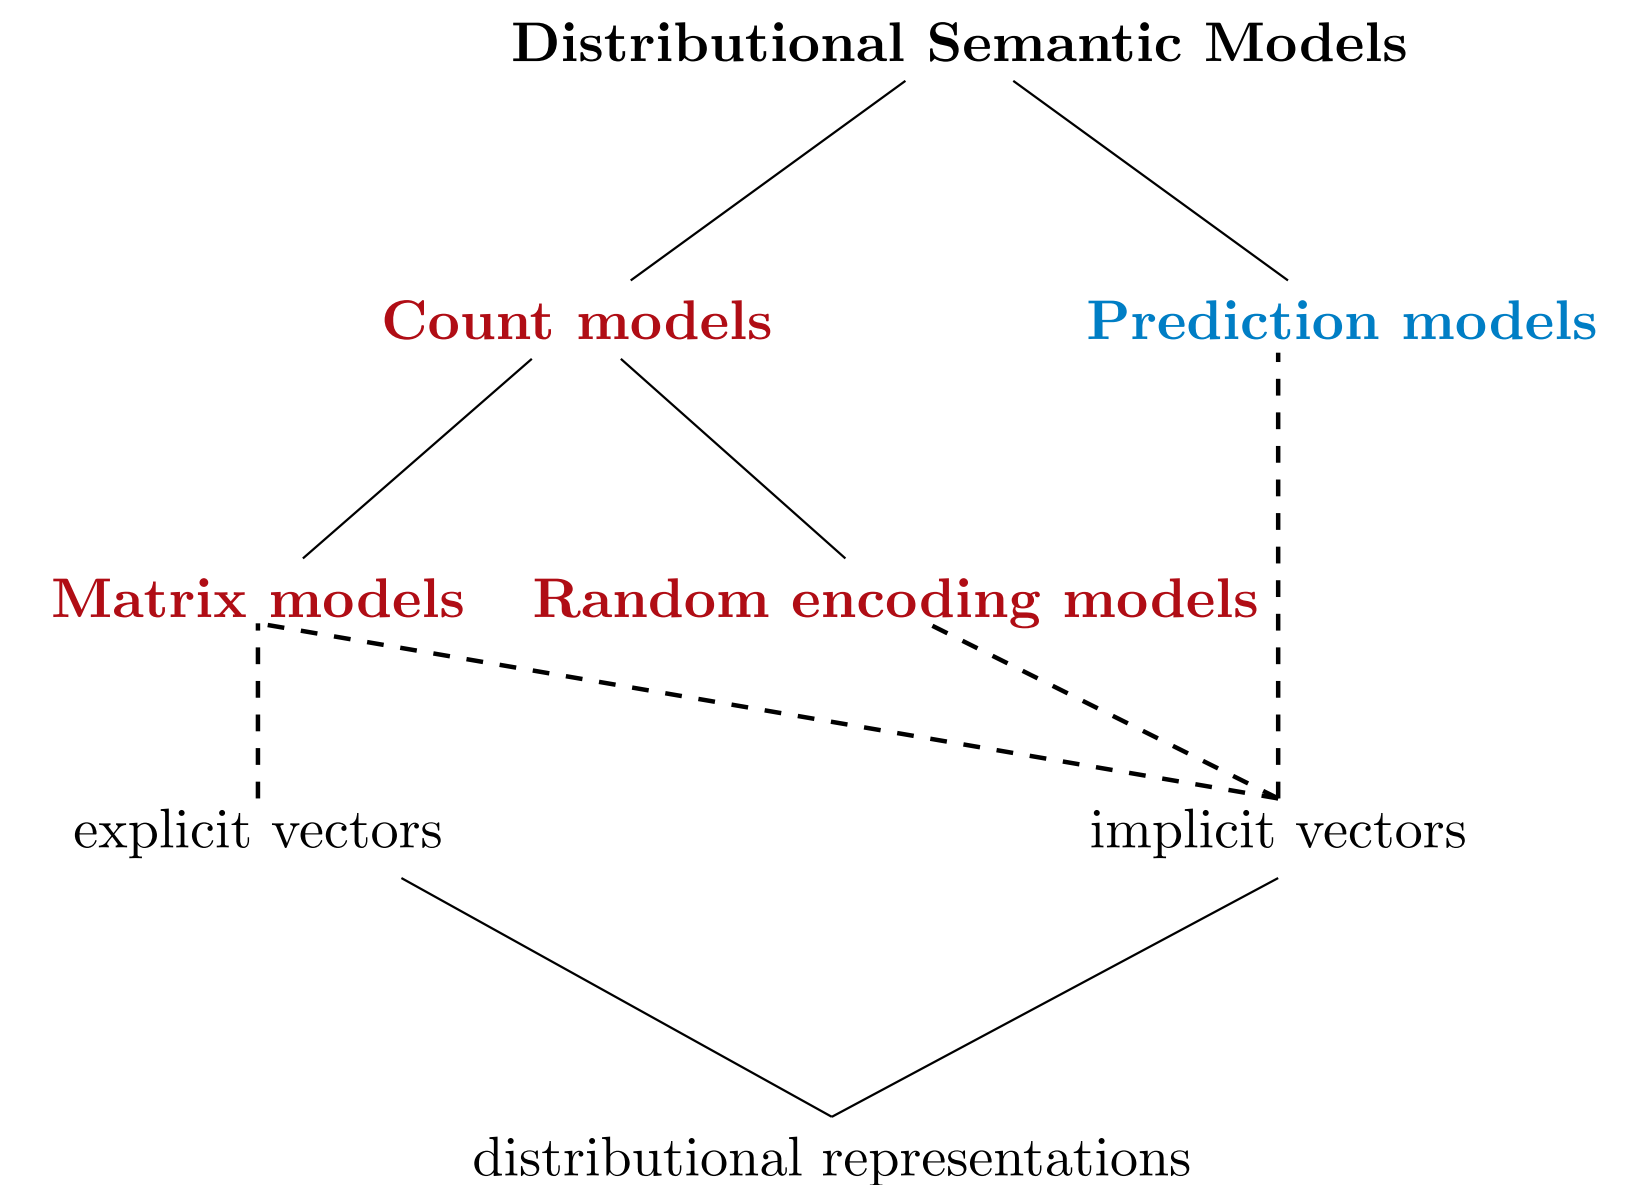 Distributional Semantic Models
Count models
Prediction models
Matrix models
Random encoding models
explicit vectors
implicit vectors
distributional representations